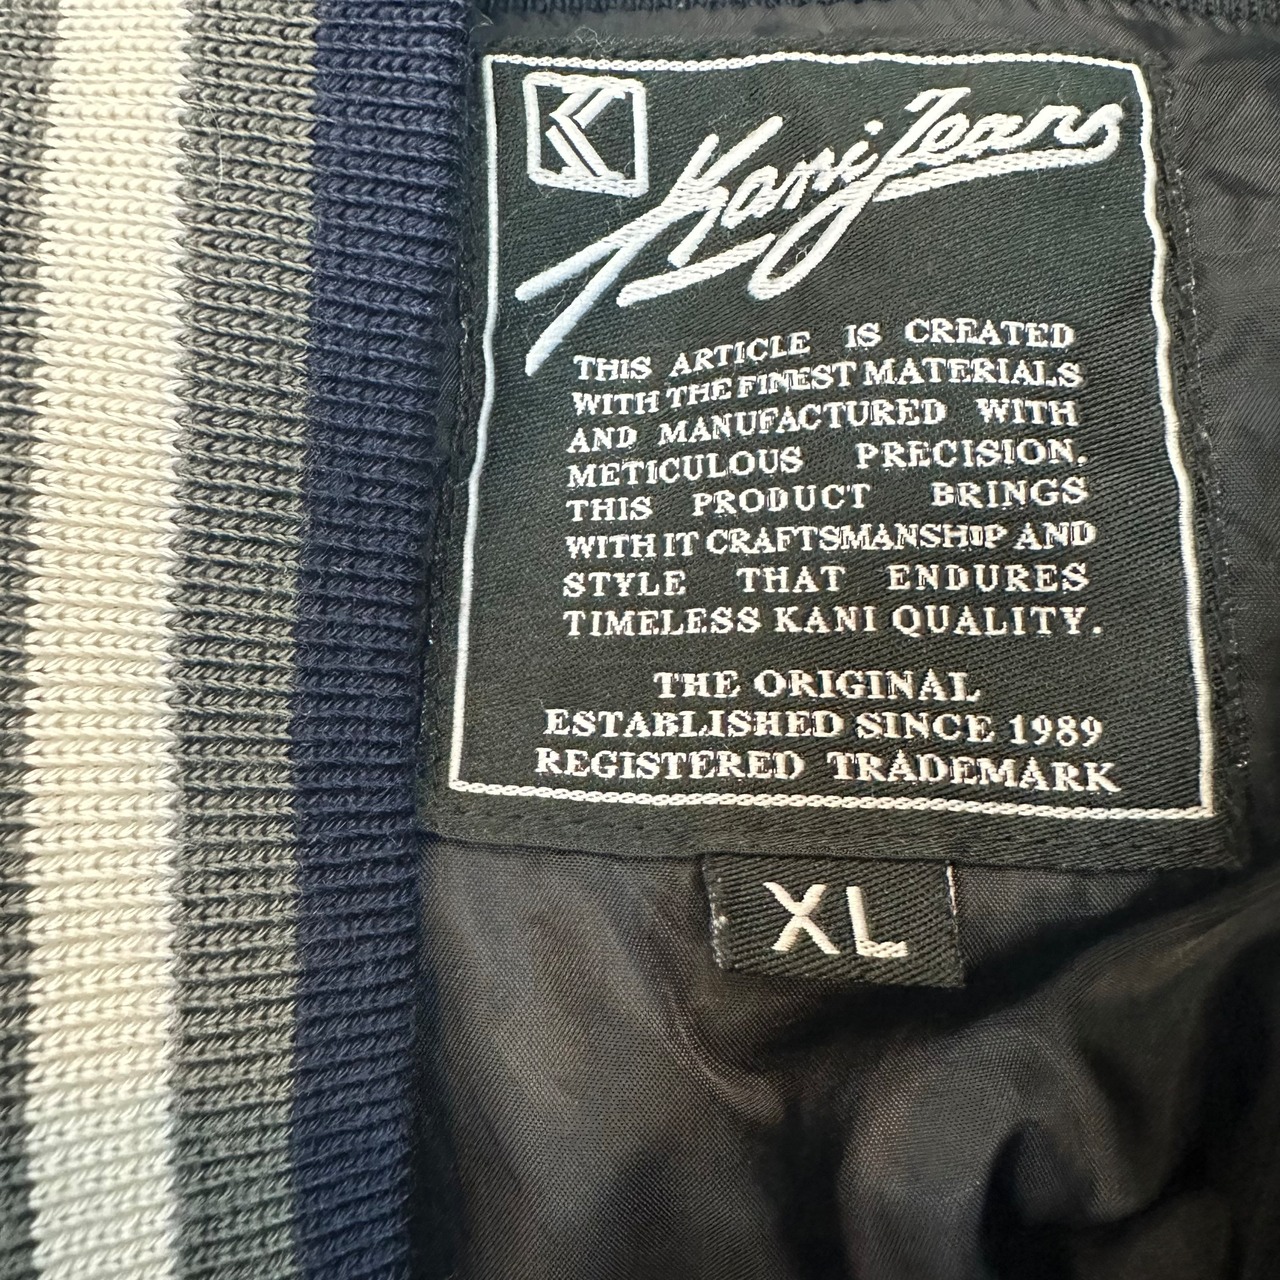 K
Kani Jeans
THIS ARTICLE IS CREATED
WITH THE FINEST MATERIALS
AND MANUFACTURED WITH
METICULOUS PRECISION.
THIS PRODUCT BRINGS
WITH IT CRAFTSMANSHIP AND
STYLE THAT ENDURES
TIMELESS KANI QUALITY.
THE ORIGINAL
ESTABLISHED SINCE 1989
REGISTERED TRADEMARK
XL